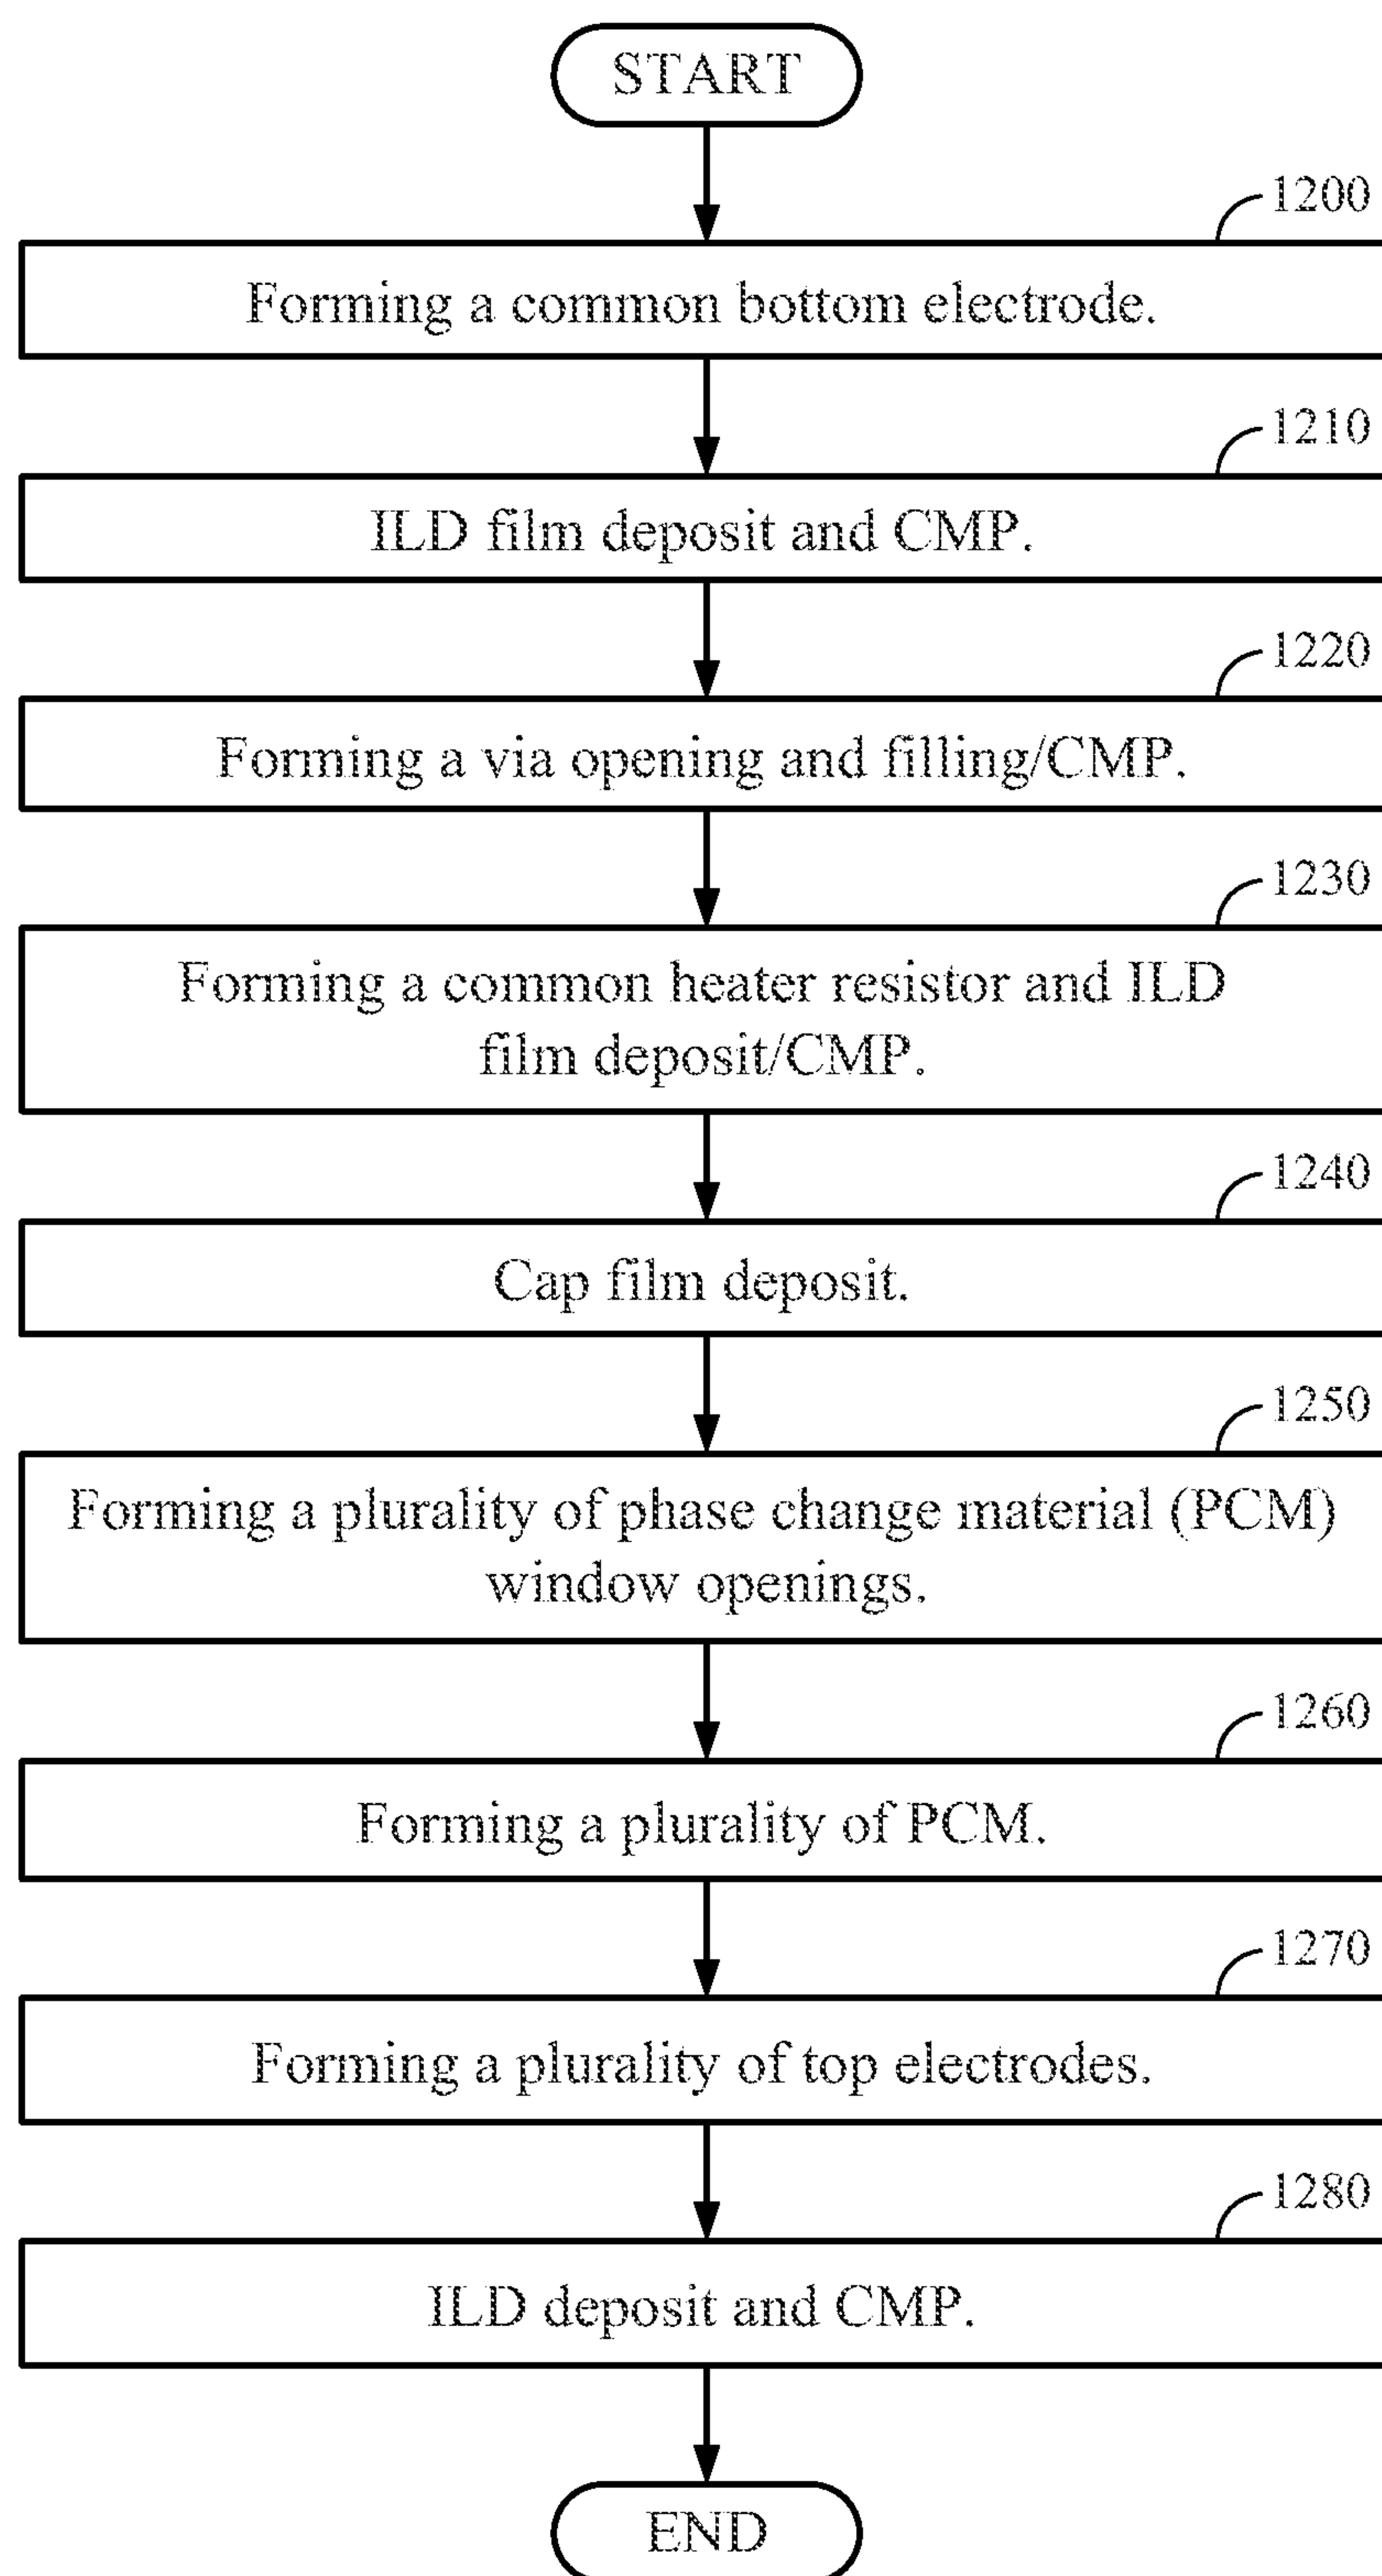 START
1200
Forming a common bottom electrode.
1210
ILD film deposit and CMP.
1220
Forming a via opening and filling/CMP.
1230
Forming a common heater resistor and ILD
film deposit/CMP.
1240
Cap film deposit.
1250
Forming a plurality of phase change material (PCM)
window openings.
1260
Forming a plurality of PCM.
1270
Forming a plurality of top electrodes.
1280
ILD deposit and CMP.
END